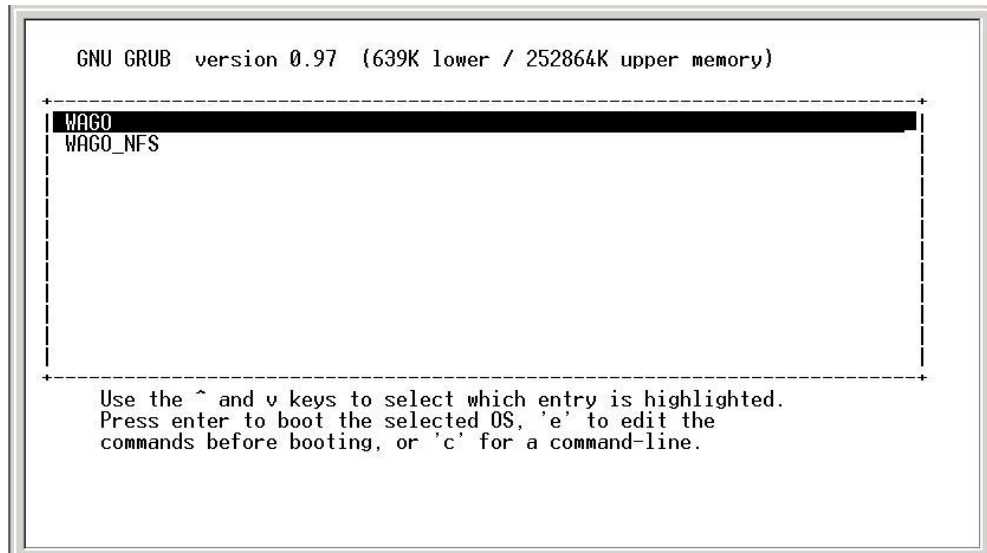 GNU GRUB version 0.97 (639K lower / 252864K upper memory)
WAGO
WAGO_NFS
Use the ^ and v keys to select which entry is highlighted.
Press enter to boot the selected OS, 'e' to edit the
commands before booting, or 'c' for a command-line.